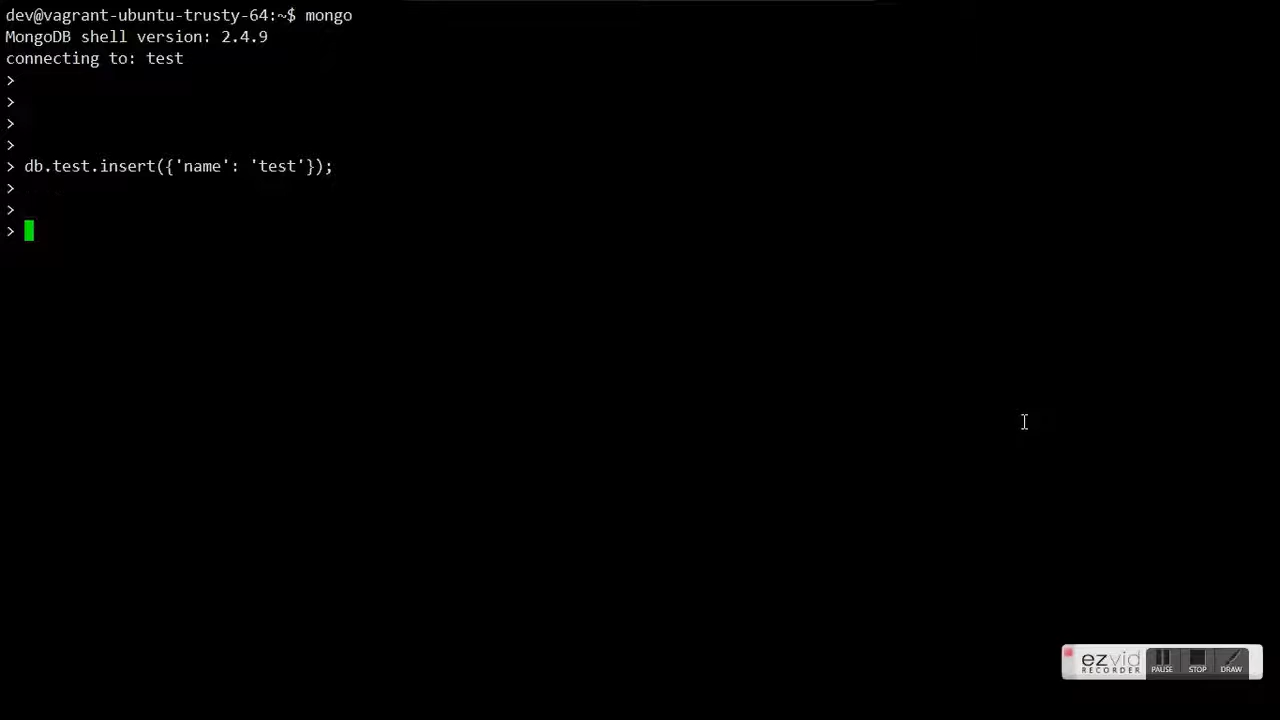 dev@vagrant-ubuntu-trusty-64:~$ mongo
MongoDB shell version: 2.4.9
connecting to: test
>
>
>
>
> db.test.insert({'name': 'test'});
>
>
>
ezvid
RECORDER
PAUSE STOP DRAW